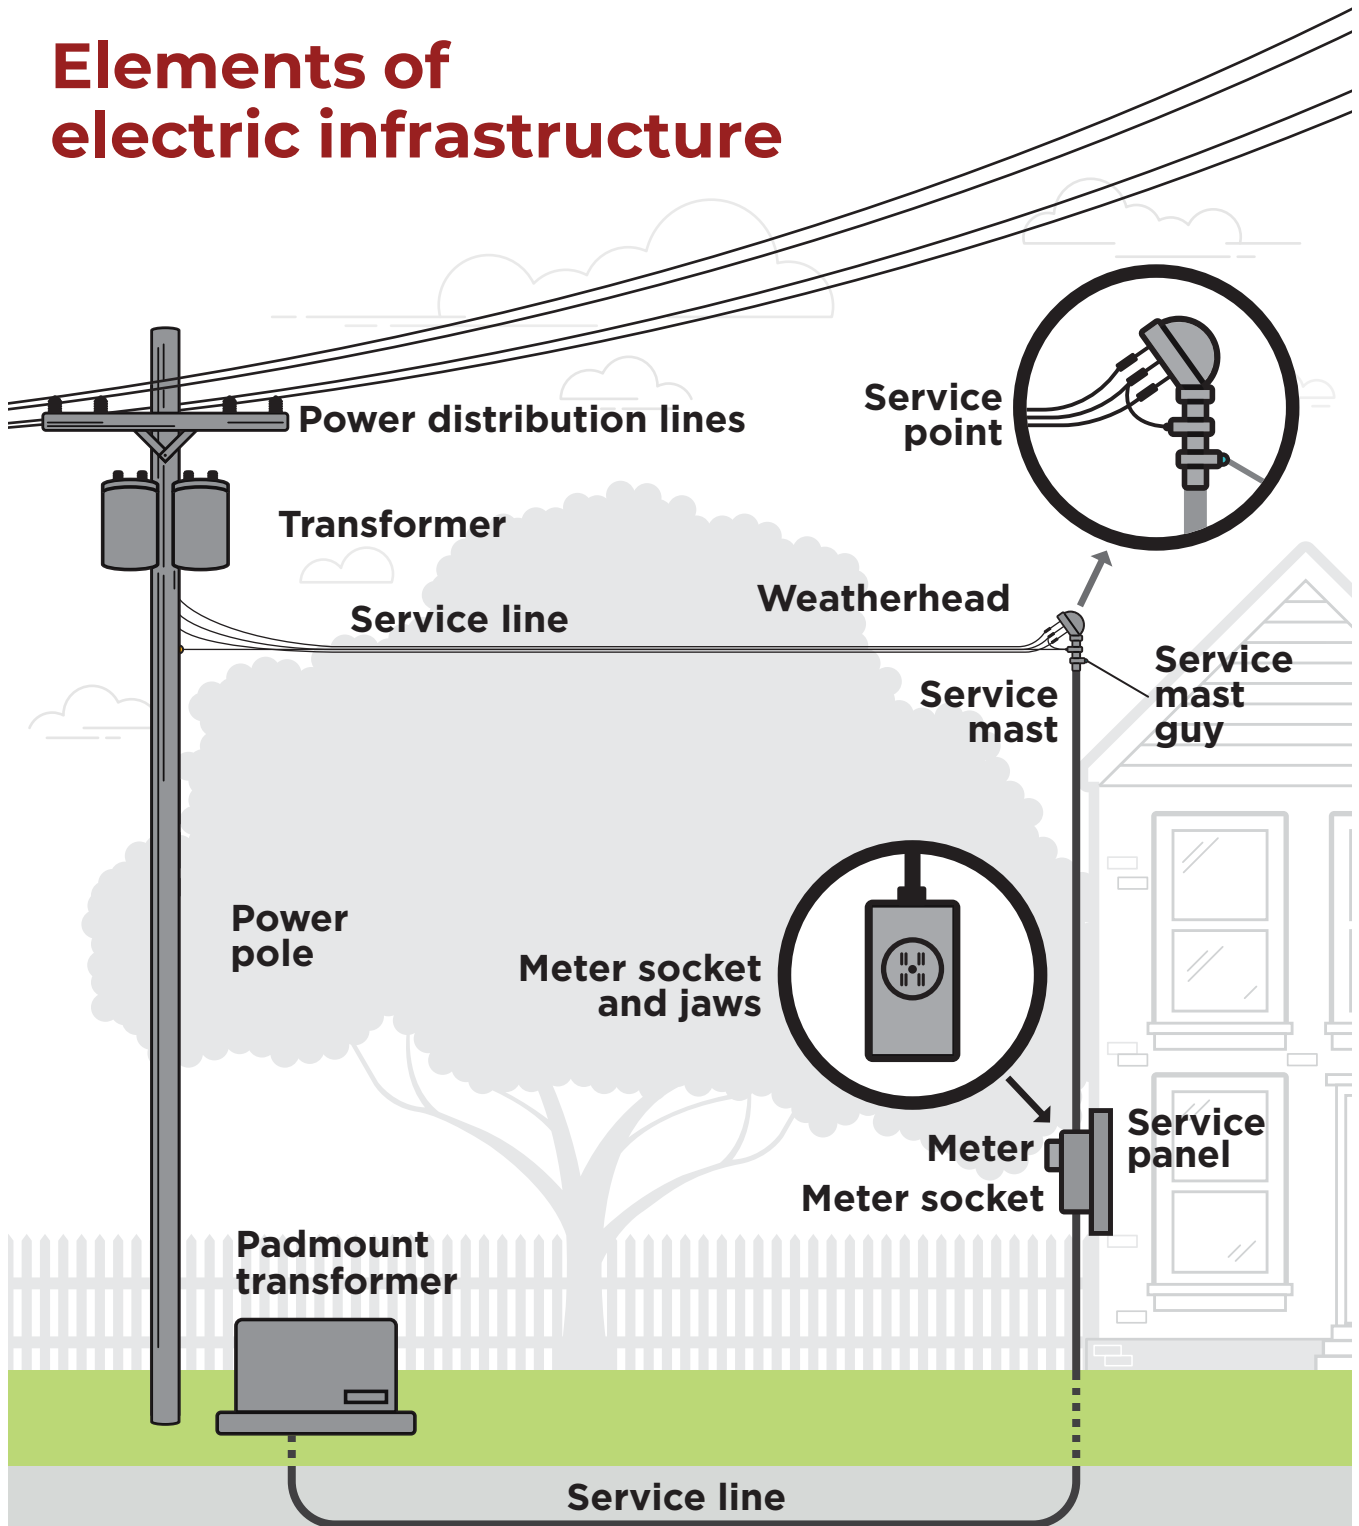 Elements of
electric infrastructure
Service
point
Power distribution lines
Transformer
Weatherhead
Service line
Service
mast
guy
Service
mast
Power
pole
Meter socket
and jaws
Service
panel
Meter
Meter socket
Padmount
transformer
Service line